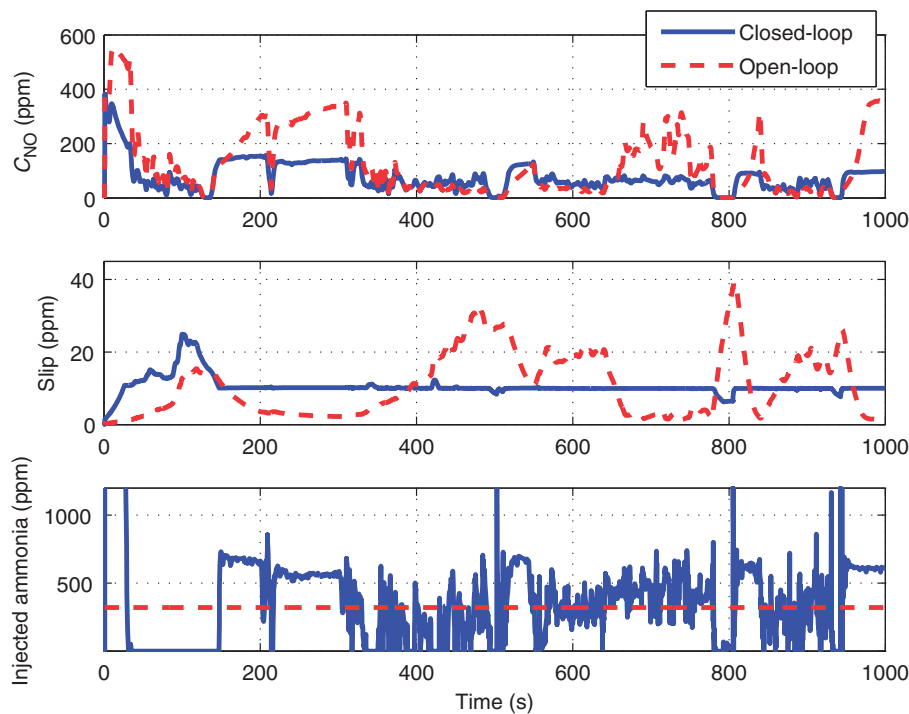 Closed-loop
Open-loop
C_NO (ppm)
600
400
200
0
0 200 400 600 800 1000
Slip (ppm)
40
20
0
0 200 400 600 800 1000
Injected ammonia (ppm)
1000
500
0 200 400 600 800 1000
Time (s)